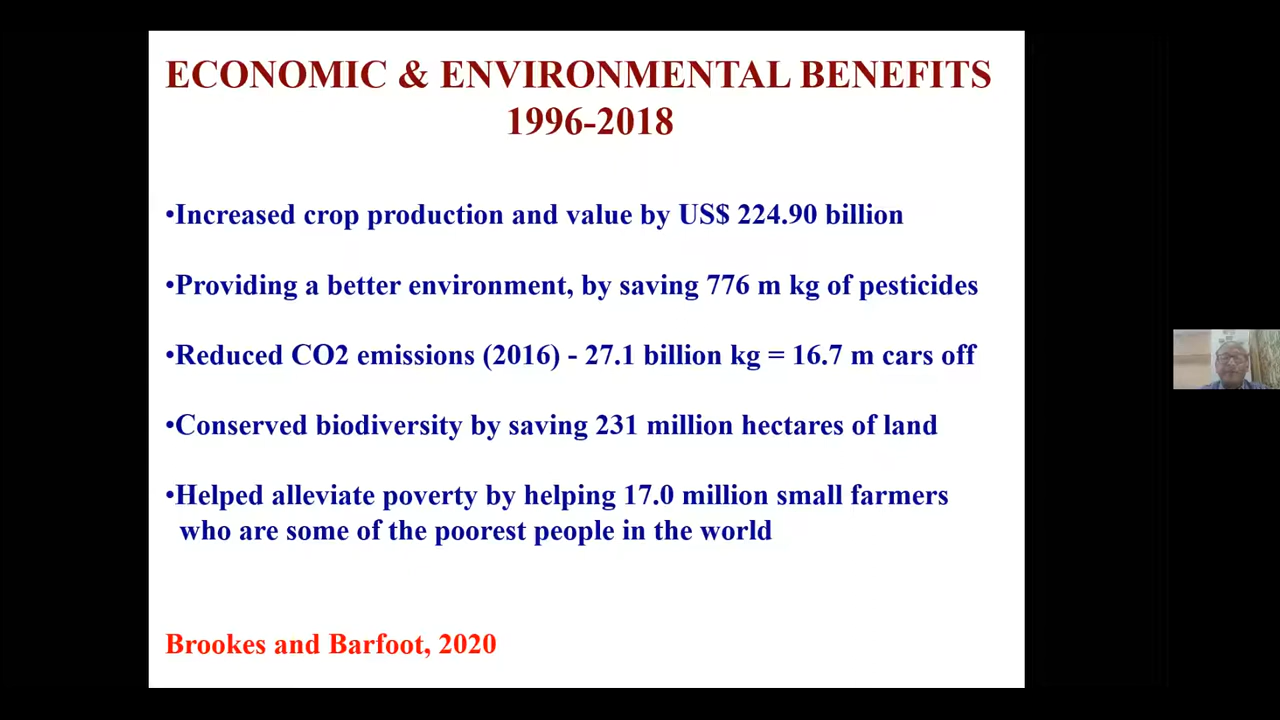 ECONOMIC & ENVIRONMENTAL BENEFITS
1996-2018
•Increased crop production and value by US$ 224.90 billion
•Providing a better environment, by saving 776 m kg of pesticides
•Reduced CO2 emissions (2016) - 27.1 billion kg = 16.7 m cars off
•Conserved biodiversity by saving 231 million hectares of land
•Helped alleviate poverty by helping 17.0 million small farmers
who are some of the poorest people in the world
Brookes and Barfoot, 2020